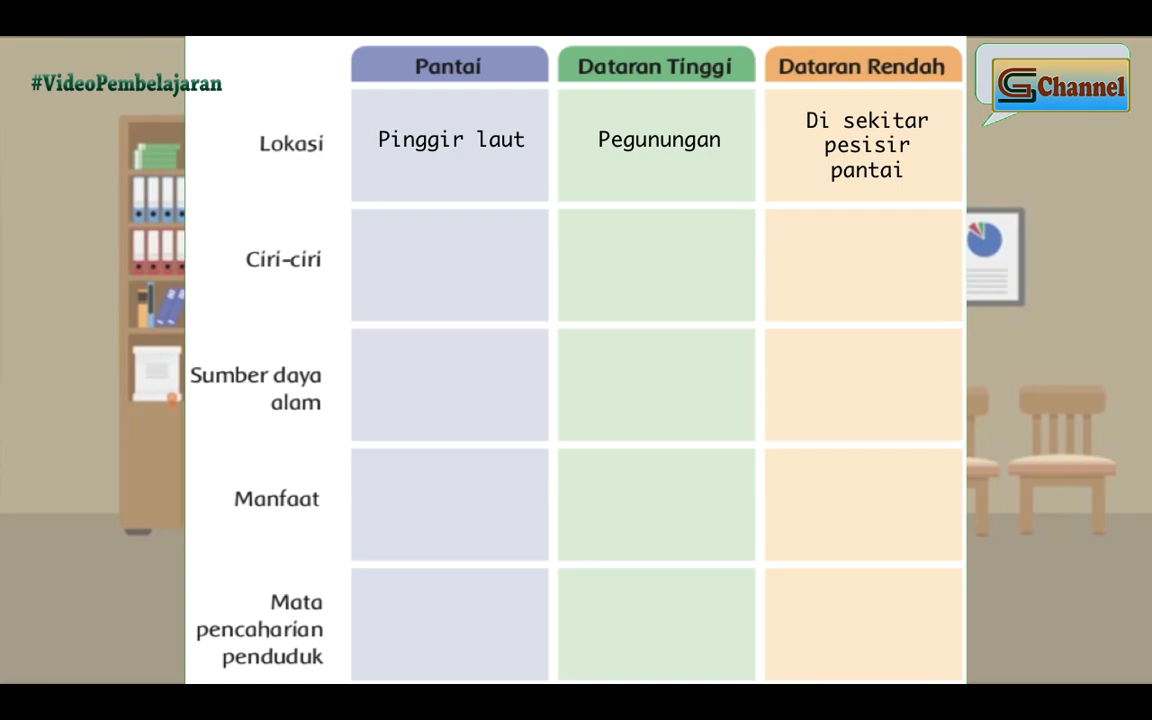 #VideoPembelajaran
GG Channel
Pantai
Dataran Tinggi
Dataran Rendah
Lokasi
Pinggir laut
Pegunungan
Di sekitar
pesisir
pantai
Ciri-ciri
Sumber daya
alam
Manfaat
Mata
pencaharian
penduduk